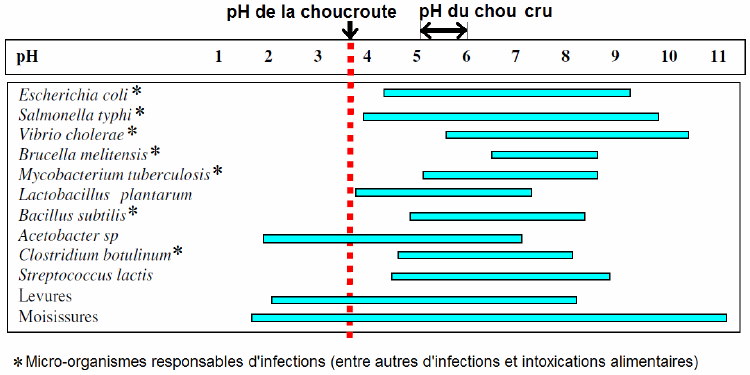 pH de la choucroute pH du chou cru
pH 1 2 3 4 5 6 7 8 9 10 11
Escherichia coli *
Salmonella typhi *
Vibrio cholerae *
Brucella melitensis *
Mycobacterium tuberculosis *
Lactobacillus plantarum
Bacillus subtilis *
Acetobacter sp
Clostridium botulinum *
Streptococcus lactis
Levures
Moisissures
* Micro-organismes responsables d'infections (entre autres d'infections et intoxications alimentaires)